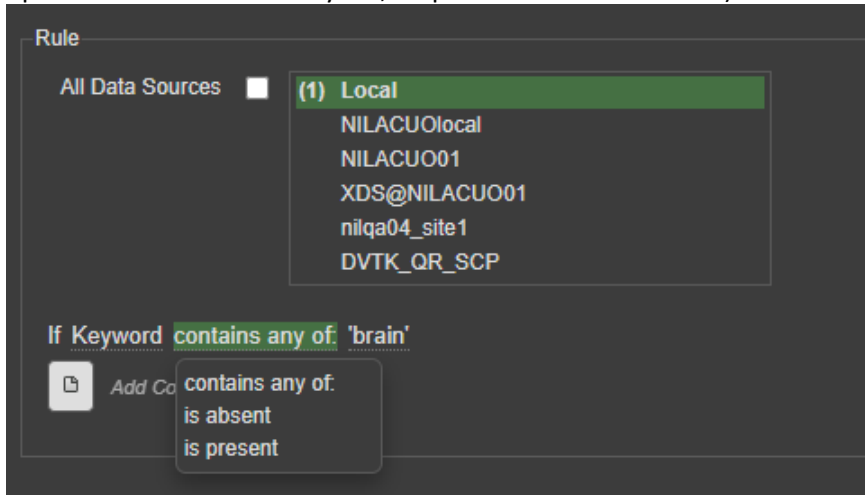 Rule
All Data Sources
(1) Local
NILACUOlocal
NILACUO01
XDS@NILACUO01
nilqa04_site1
DVTK_QR_SCP
If Keyword contains any of: 'brain'
Add Co
contains any of:
is absent
is present